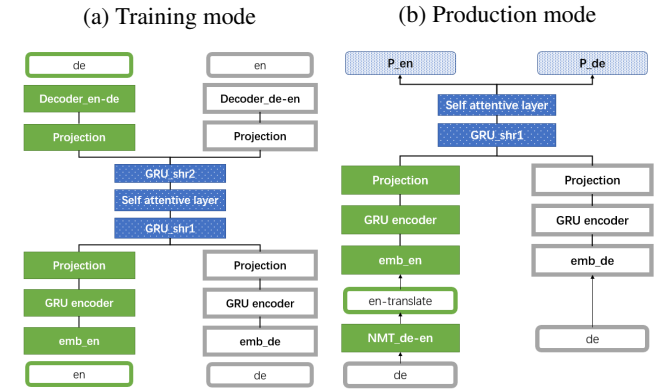 (a) Training mode
de
en
Decoder_en-de
Decoder_de-en
Projection
Projection
GRU_shr2
Self attentive layer
GRU_shr1
Projection
Projection
GRU encoder
GRU encoder
emb_en
emb_de
en
de
(b) Production mode
P_en
P_de
Self attentive layer
GRU_shr1
Projection
Projection
GRU encoder
GRU encoder
emb_en
emb_de
en-translate
NMT_de-en
de
de